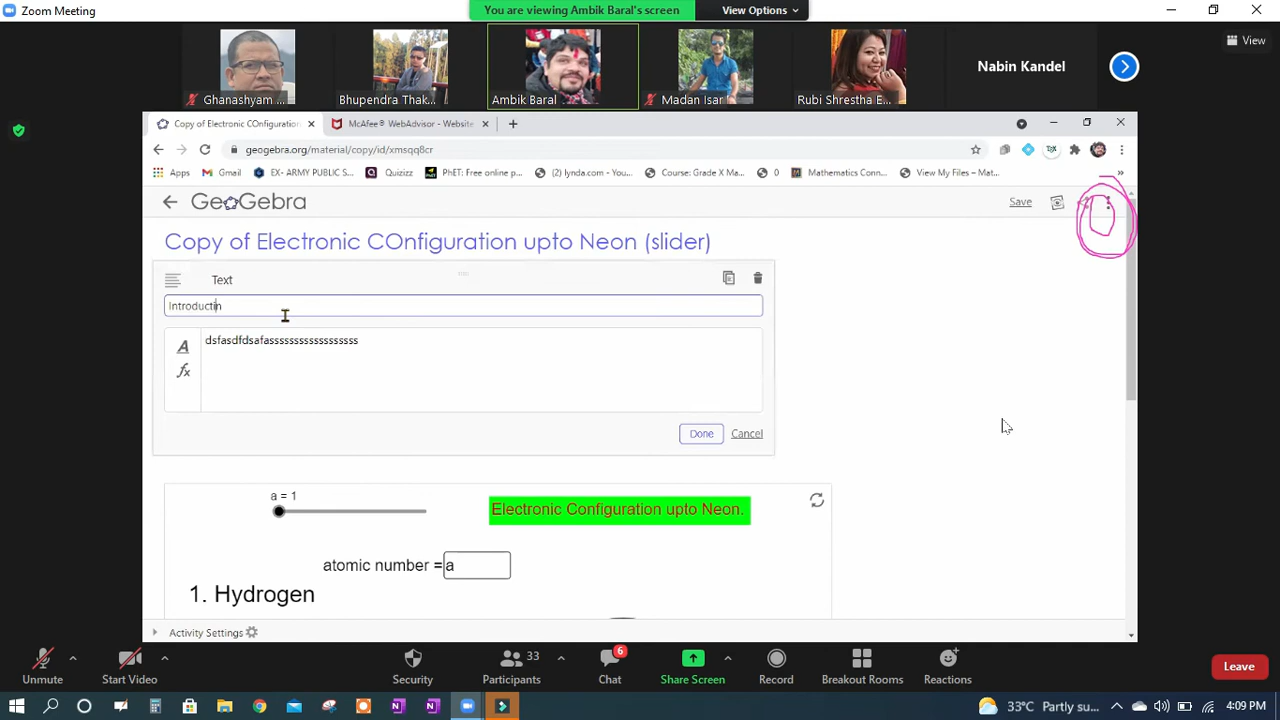 Zoom Meeting
You are viewing Ambik Baral's screen
View Options
Ghanashyam ...
Bhupendra Thak...
Ambik Baral
Madan Isar
Rubi Shrestha E...
Nabin Kandel
View
Copy of Electronic COnfiguration
McAfee® WebAdvisor - Website
geogebra.org/material/copy/id/xmsqq8cr
Apps
Gmail
EX- ARMY PUBLIC S...
Quizizz
PhET: Free online p...
(2) lynda.com - You...
Course: Grade X Ma...
0
Mathematics Conn...
View My Files – Mat...
»
GeoGebra
Save
Copy of Electronic COnfiguration upto Neon (slider)
Text
Introductin
dsfasdfdsafasssssssssssssssss
A
fx
Done
Cancel
a = 1
Electronic Configuration upto Neon.
atomic number = a
1. Hydrogen
Activity Settings
Unmute
Start Video
Security
33
Participants
6
Chat
Share Screen
Record
Breakout Rooms
Reactions
Leave
33°C Partly su...
4:09 PM